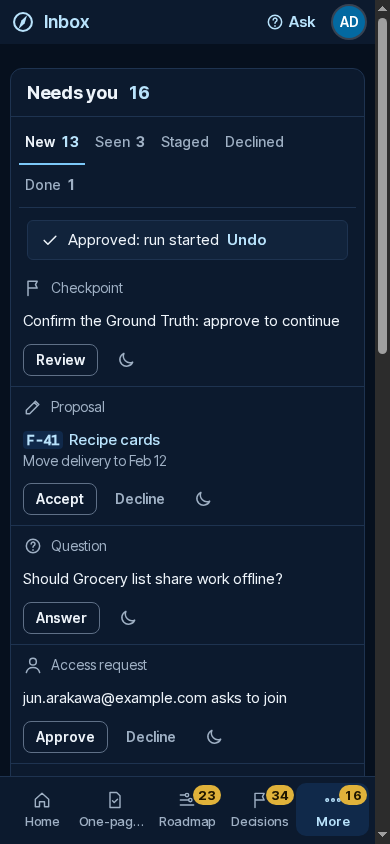 Inbox
Ask
AD
Needs you 16
New 13 Seen 3 Staged Declined
Done 1
Approved: run started Undo
Checkpoint
Confirm the Ground Truth: approve to continue
Review
Proposal
F-41 Recipe cards
Move delivery to Feb 12
Accept Decline
Question
Should Grocery list share work offline?
Answer
Access request
jun.arakawa@example.com asks to join
Approve Decline
23 34 16
Home One-pag… Roadmap Decisions More